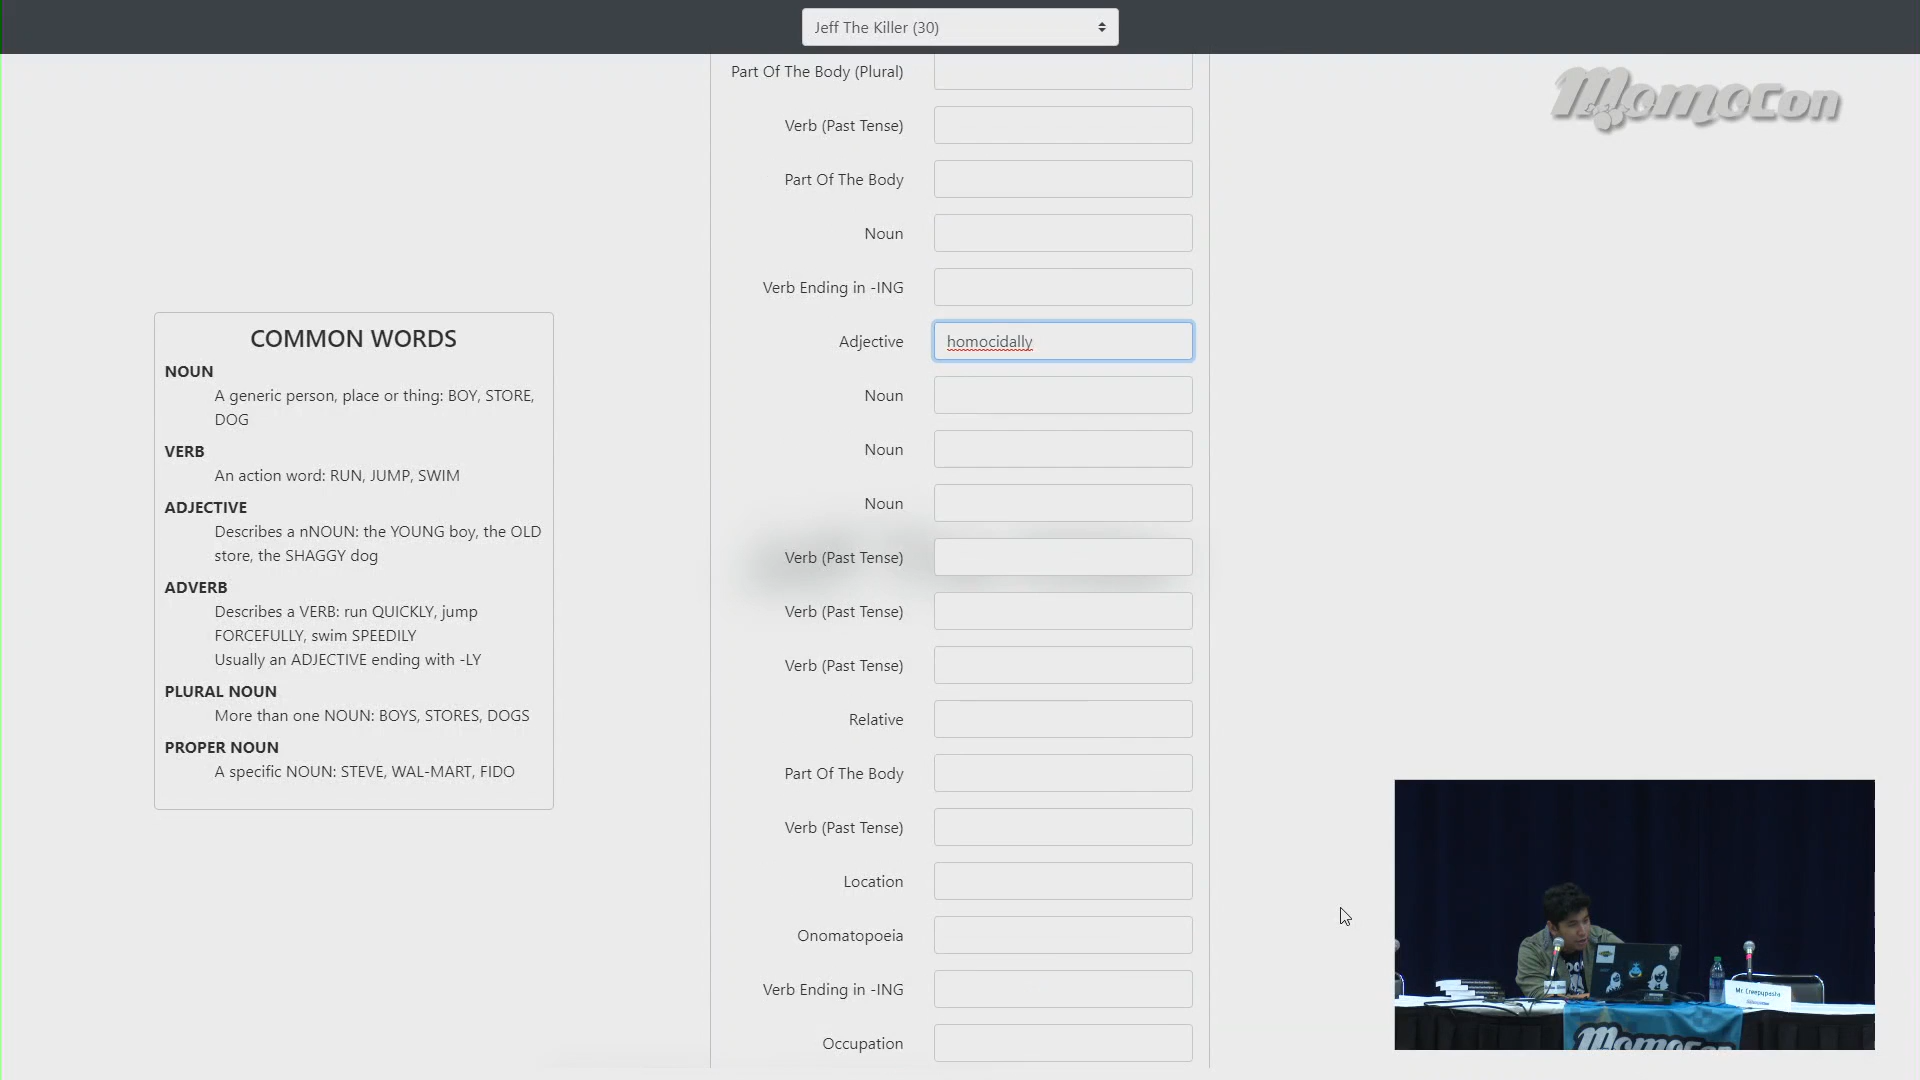 Jeff The Killer (30)
MomoCon
Part Of The Body (Plural)
Verb (Past Tense)
Part Of The Body
Noun
Verb Ending in -ING
Adjective homocidally
Noun
Noun
Noun
Verb (Past Tense)
Verb (Past Tense)
Verb (Past Tense)
Relative
Part Of The Body
Verb (Past Tense)
Location
Onomatopoeia
Verb Ending in -ING
Occupation
COMMON WORDS
NOUN
A generic person, place or thing: BOY, STORE,
DOG
VERB
An action word: RUN, JUMP, SWIM
ADJECTIVE
Describes a nNOUN: the YOUNG boy, the OLD
store, the SHAGGY dog
ADVERB
Describes a VERB: run QUICKLY, jump
FORCEFULLY, swim SPEEDILY
Usually an ADJECTIVE ending with -LY
PLURAL NOUN
More than one NOUN: BOYS, STORES, DOGS
PROPER NOUN
A specific NOUN: STEVE, WAL-MART, FIDO
Mr. Creepypasta
MomoCon